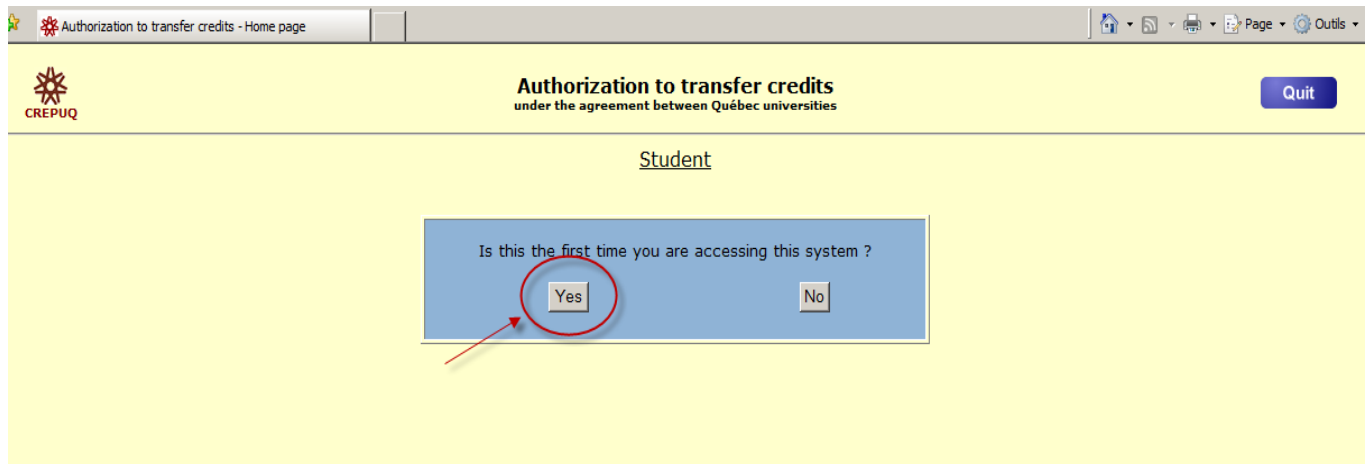 Authorization to transfer credits - Home page
Page
Outils
CREPUQ
Authorization to transfer credits
under the agreement between Québec universities
Quit
Student
Is this the first time you are accessing this system ?
Yes
No